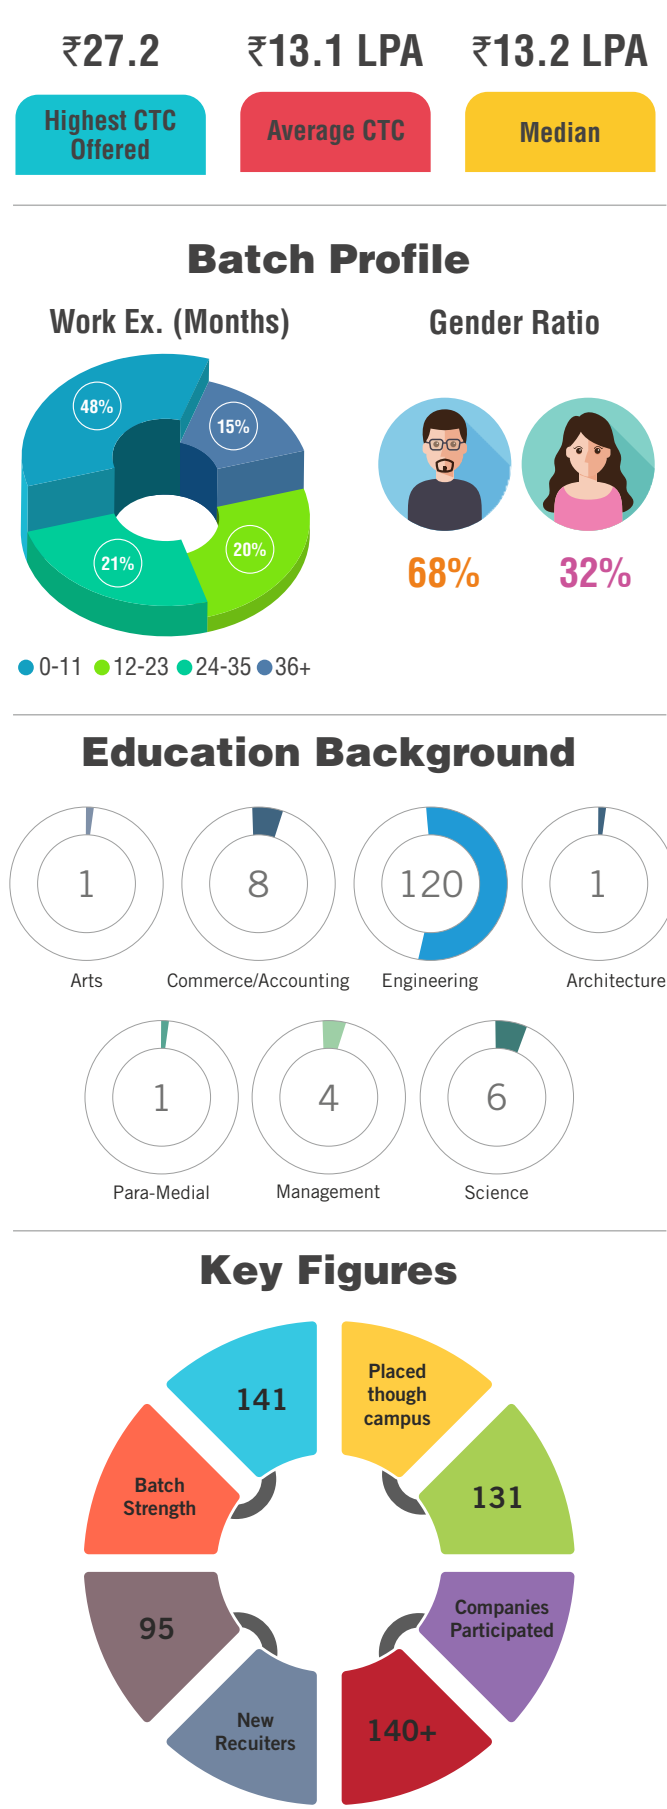 ₹27.2
Highest CTC
Offered
₹13.1 LPA
Average CTC
₹13.2 LPA
Median
Batch Profile
Work Ex. (Months)
48%
15%
21%
20%
0-11 12-23 24-35 36+
Gender Ratio
68% 32%
Education Background
1
Arts
8
Commerce/Accounting
120
Engineering
1
Architecture
1
Para-Medial
4
Management
6
Science
Key Figures
Batch
Strength
141
Placed
though
campus
131
95
New
Recuiters
Companies
Participated
140+